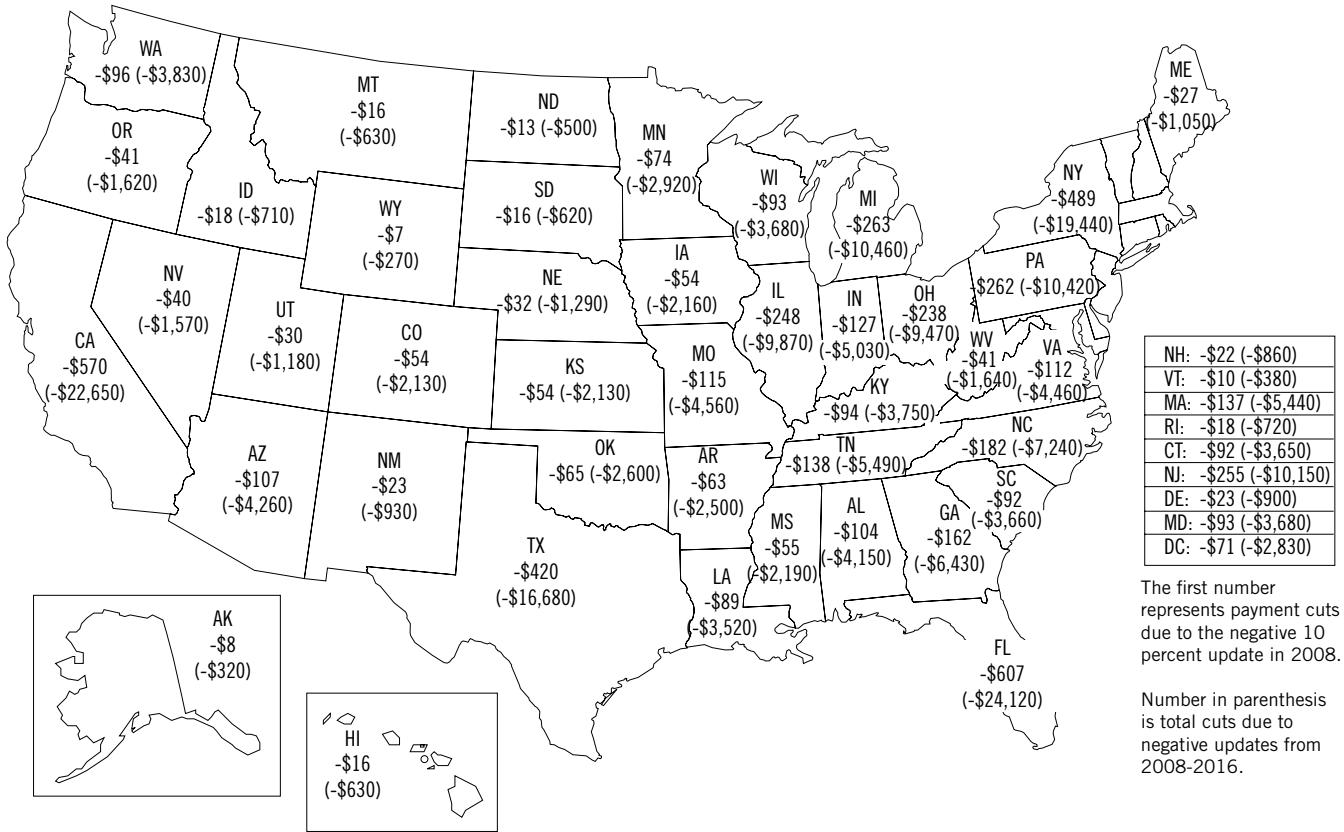 WA
-$96 (-$3,830)
OR
-$41
(-$1,620)
CA
-$570
(-$22,650)
NV
-$40
(-$1,570)
ID
-$18 (-$710)
MT
-$16
(-$630)
WY
-$7
(-$270)
UT
-$30
(-$1,180)
CO
-$54
(-$2,130)
AZ
-$107
(-$4,260)
NM
-$23
(-$930)
ND
-$13 (-$500)
SD
-$16 (-$620)
NE
-$32 (-$1,290)
KS
-$54 (-$2,130)
OK
-$65 (-$2,600)
TX
-$420
(-$16,680)
MN
-$74
(-$2,920)
IA
-$54
(-$2,160)
MO
-$115
(-$4,560)
AR
-$63
(-$2,500)
LA
-$89
(-$3,520)
WI
-$93
(-$3,680)
IL
-$248
(-$9,870)
MI
-$263
(-$10,460)
IN
-$127
(-$5,030)
OH
-$238
(-$9,470)
KY
-$94 (-$3,750)
TN
-$138 (-$5,490)
MS
-$55
(-$2,190)
AL
-$104
(-$4,150)
GA
-$162
(-$6,430)
FL
-$607
(-$24,120)
SC
-$92
(-$3,660)
NC
-$182 (-$7,240)
VA
-$112
(-$4,460)
WV
-$41
(-$1,640)
PA
-$262 (-$10,420)
NY
-$489
(-$19,440)
ME
-$27
(-$1,050)
AK
-$8
(-$320)
HI
-$16
(-$630)
NH: -$22 (-$860)
VT: -$10 (-$380)
MA: -$137 (-$5,440)
RI: -$18 (-$720)
CT: -$92 (-$3,650)
NJ: -$255 (-$10,150)
DE: -$23 (-$900)
MD: -$93 (-$3,680)
DC: -$71 (-$2,830)
The first number
represents payment cuts
due to the negative 10
percent update in 2008.
Number in parenthesis
is total cuts due to
negative updates from
2008-2016.